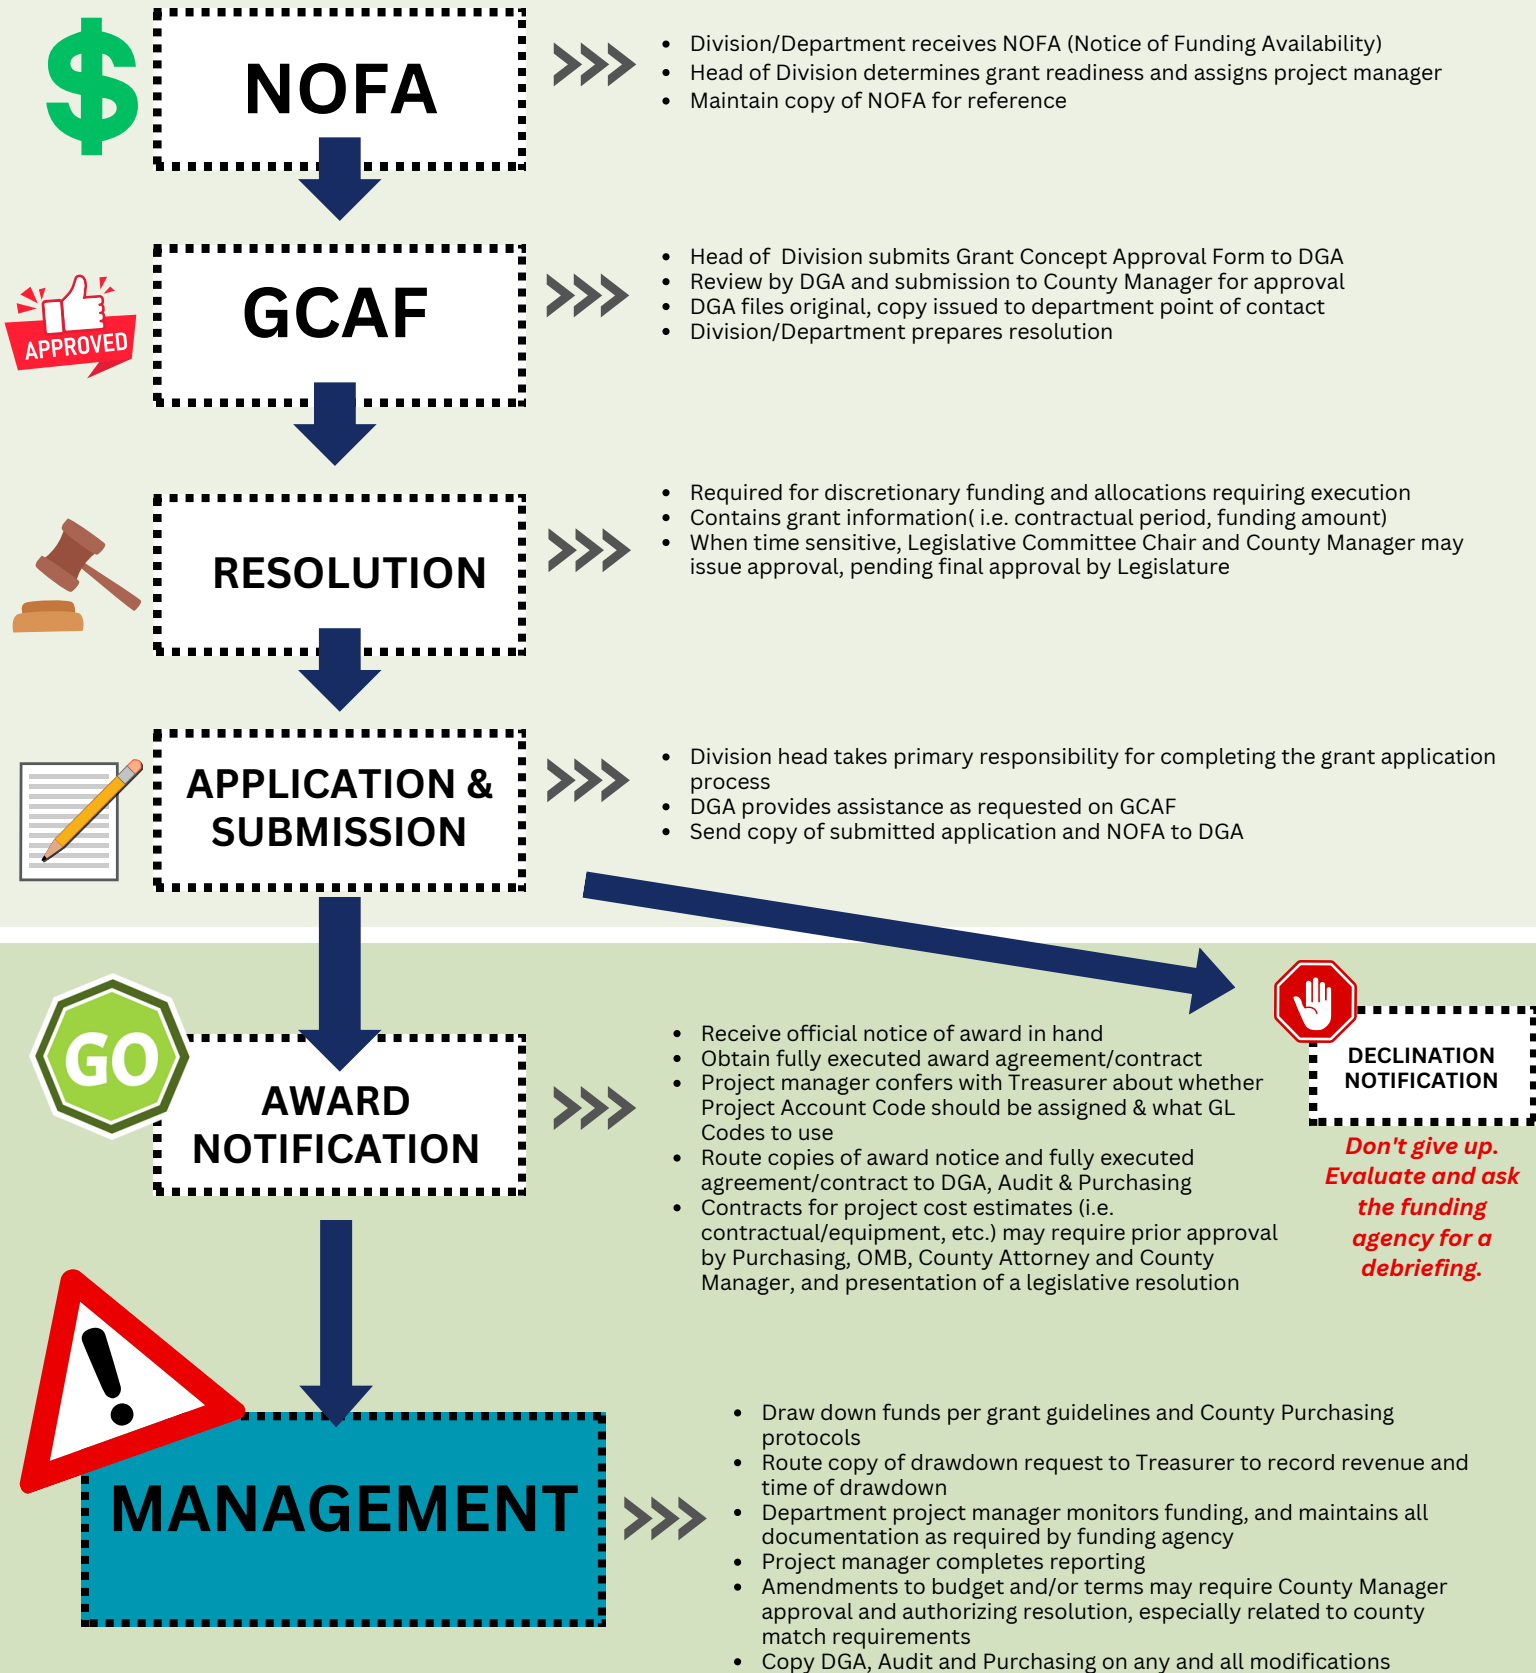 NOFA
• Division/Department receives NOFA (Notice of Funding Availability)
• Head of Division determines grant readiness and assigns project manager
• Maintain copy of NOFA for reference
APPROVED
GCAF
• Head of  Division submits Grant Concept Approval Form to DGA
• Review by DGA and submission to County Manager for approval
• DGA files original, copy issued to department point of contact
• Division/Department prepares resolution
RESOLUTION
• Required for discretionary funding and allocations requiring execution
• Contains grant information( i.e. contractual period, funding amount)
• When time sensitive, Legislative Committee Chair and County Manager may
issue approval, pending final approval by Legislature
APPLICATION &
SUBMISSION
• Division head takes primary responsibility for completing the grant application
process
• DGA provides assistance as requested on GCAF
• Send copy of submitted application and NOFA to DGA
GO
AWARD
NOTIFICATION
• Receive official notice of award in hand
• Obtain fully executed award agreement/contract
• Project manager confers with Treasurer about whether
Project Account Code should be assigned & what GL
Codes to use
• Route copies of award notice and fully executed
agreement/contract to DGA, Audit & Purchasing
• Contracts for project cost estimates (i.e.
contractual/equipment, etc.) may require prior approval
by Purchasing, OMB, County Attorney and County
Manager, and presentation of a legislative resolution
DECLINATION
NOTIFICATION
Don't give up.
Evaluate and ask
the funding
agency for a
debriefing.
MANAGEMENT
• Draw down funds per grant guidelines and County Purchasing
protocols
• Route copy of drawdown request to Treasurer to record revenue and
time of drawdown
• Department project manager monitors funding, and maintains all
documentation as required by funding agency
• Project manager completes reporting
• Amendments to budget and/or terms may require County Manager
approval and authorizing resolution, especially related to county
match requirements
• Copy DGA, Audit and Purchasing on any and all modifications